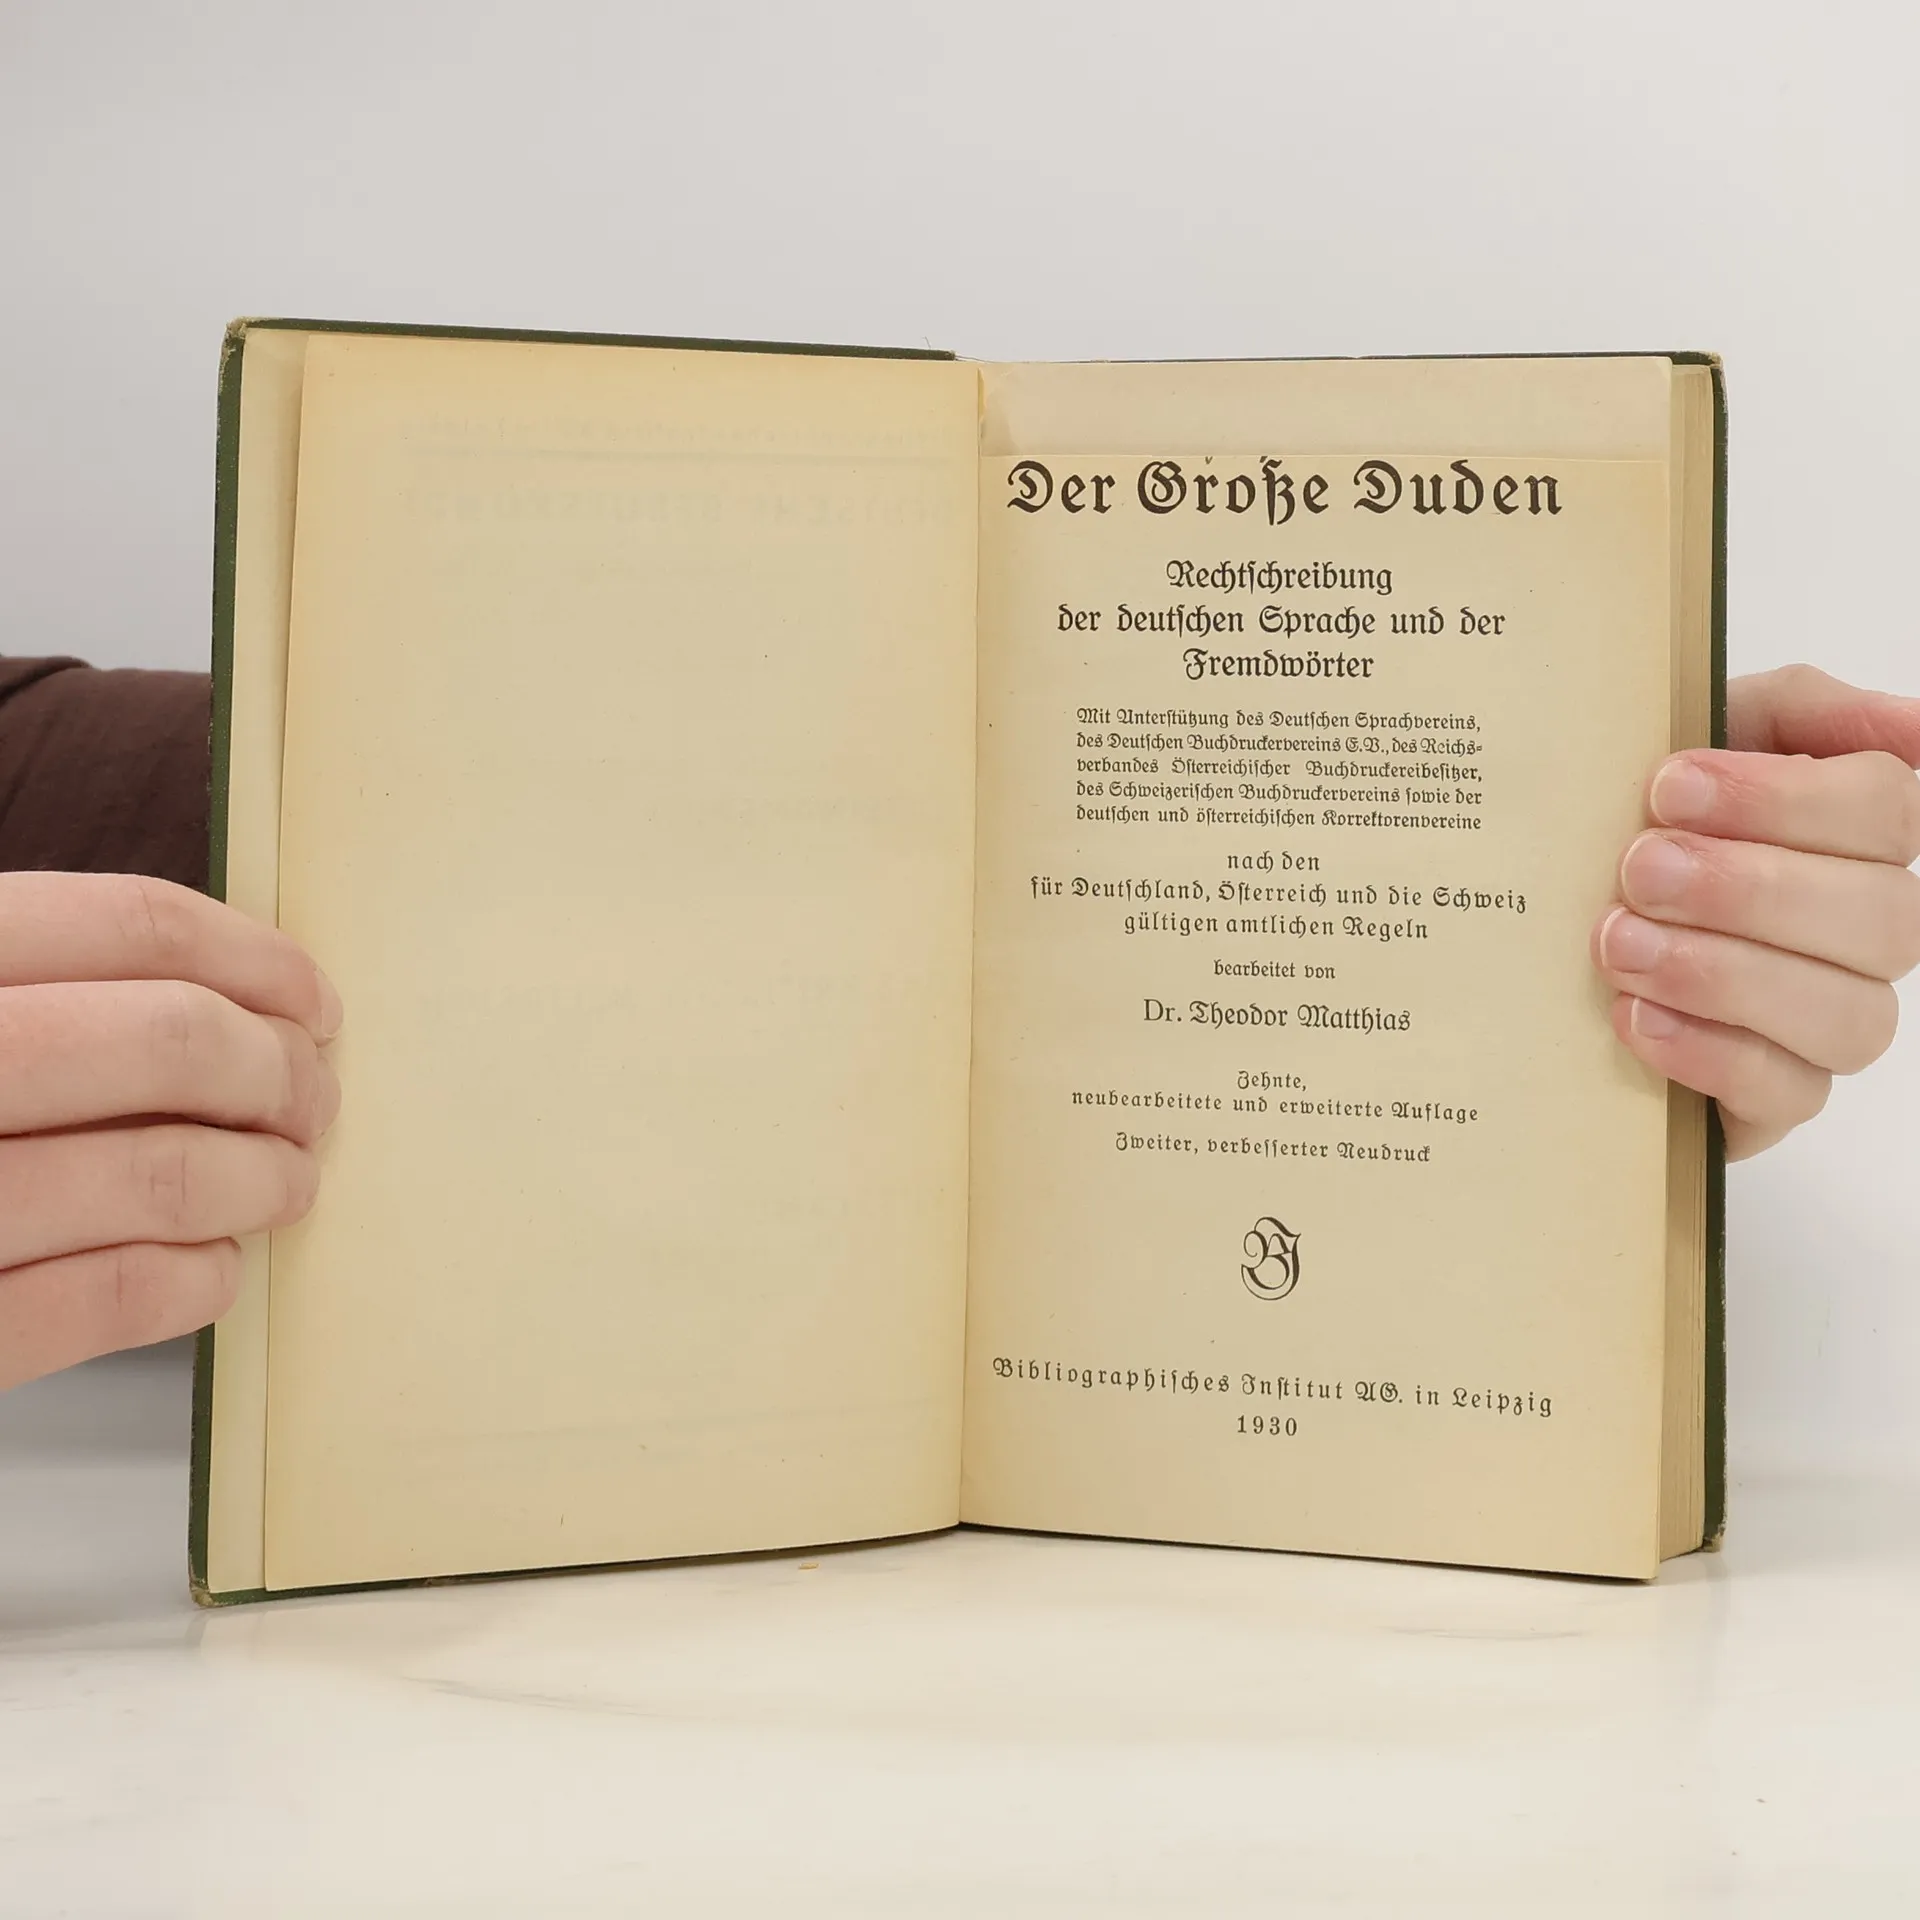 Der Große Duden
Rechtſchreibung
der deutſchen Sprache und der
Fremdwörter
Mit Unterſtützung des Deutſchen Sprachvereins,
des Deutſchen Buchdruckervereins E.V., des Reichs-
verbandes Öſterreichiſcher Buchdruckereibeſitzer,
des Schweizeriſchen Buchdruckervereins ſowie der
deutſchen und öſterreichiſchen Korrektorenvereine
nach den
für Deutſchland, Öſterreich und die Schweiz
gültigen amtlichen Regeln
bearbeitet von
Dr. Theodor Matthias
Zehnte,
neubearbeitete und erweiterte Auflage
Zweiter, verbeſſerter Neudruck
BI
Bibliographiſches Inſtitut AG. in Leipzig
1930